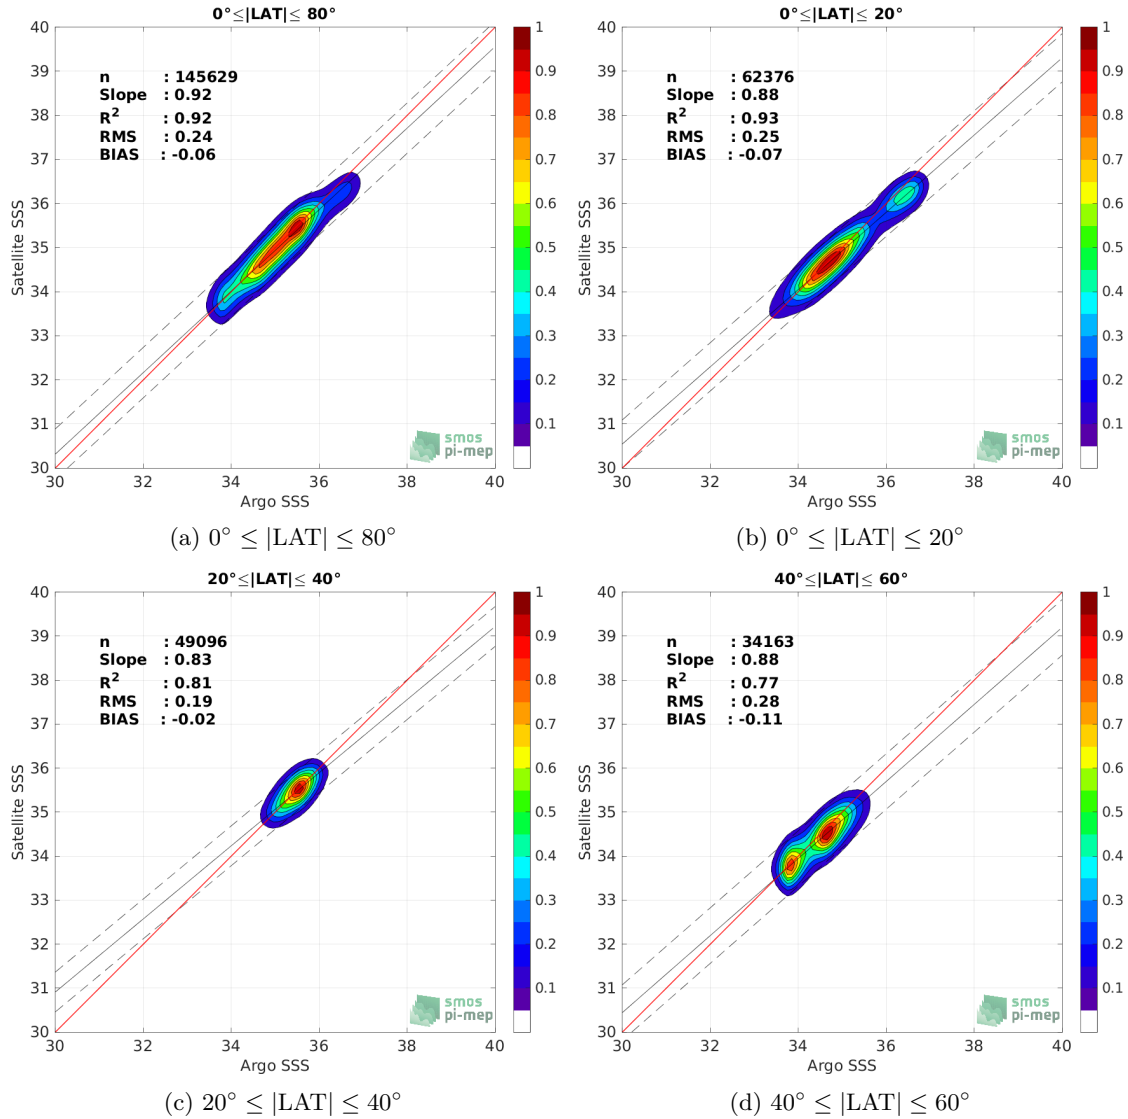 0°≤|LAT|≤ 80°
n : 145629
Slope : 0.92
R² : 0.92
RMS : 0.24
BIAS : -0.06
40
39
38
37
36
35
34
33
32
31
30
Satellite SSS
30 32 34 36 38 40
Argo SSS
1
0.9
0.8
0.7
0.6
0.5
0.4
0.3
0.2
0.1
smos
pi-mep
(a) 0° ≤ |LAT| ≤ 80°
0°≤|LAT|≤ 20°
n : 62376
Slope : 0.88
R² : 0.93
RMS : 0.25
BIAS : -0.07
40
39
38
37
36
35
34
33
32
31
30
Satellite SSS
30 32 34 36 38 40
Argo SSS
1
0.9
0.8
0.7
0.6
0.5
0.4
0.3
0.2
0.1
smos
pi-mep
(b) 0° ≤ |LAT| ≤ 20°
20°≤|LAT|≤ 40°
n : 49096
Slope : 0.83
R² : 0.81
RMS : 0.19
BIAS : -0.02
40
39
38
37
36
35
34
33
32
31
30
Satellite SSS
30 32 34 36 38 40
Argo SSS
1
0.9
0.8
0.7
0.6
0.5
0.4
0.3
0.2
0.1
smos
pi-mep
(c) 20° ≤ |LAT| ≤ 40°
40°≤|LAT|≤ 60°
n : 34163
Slope : 0.88
R² : 0.77
RMS : 0.28
BIAS : -0.11
40
39
38
37
36
35
34
33
32
31
30
Satellite SSS
30 32 34 36 38 40
Argo SSS
1
0.9
0.8
0.7
0.6
0.5
0.4
0.3
0.2
0.1
smos
pi-mep
(d) 40° ≤ |LAT| ≤ 60°